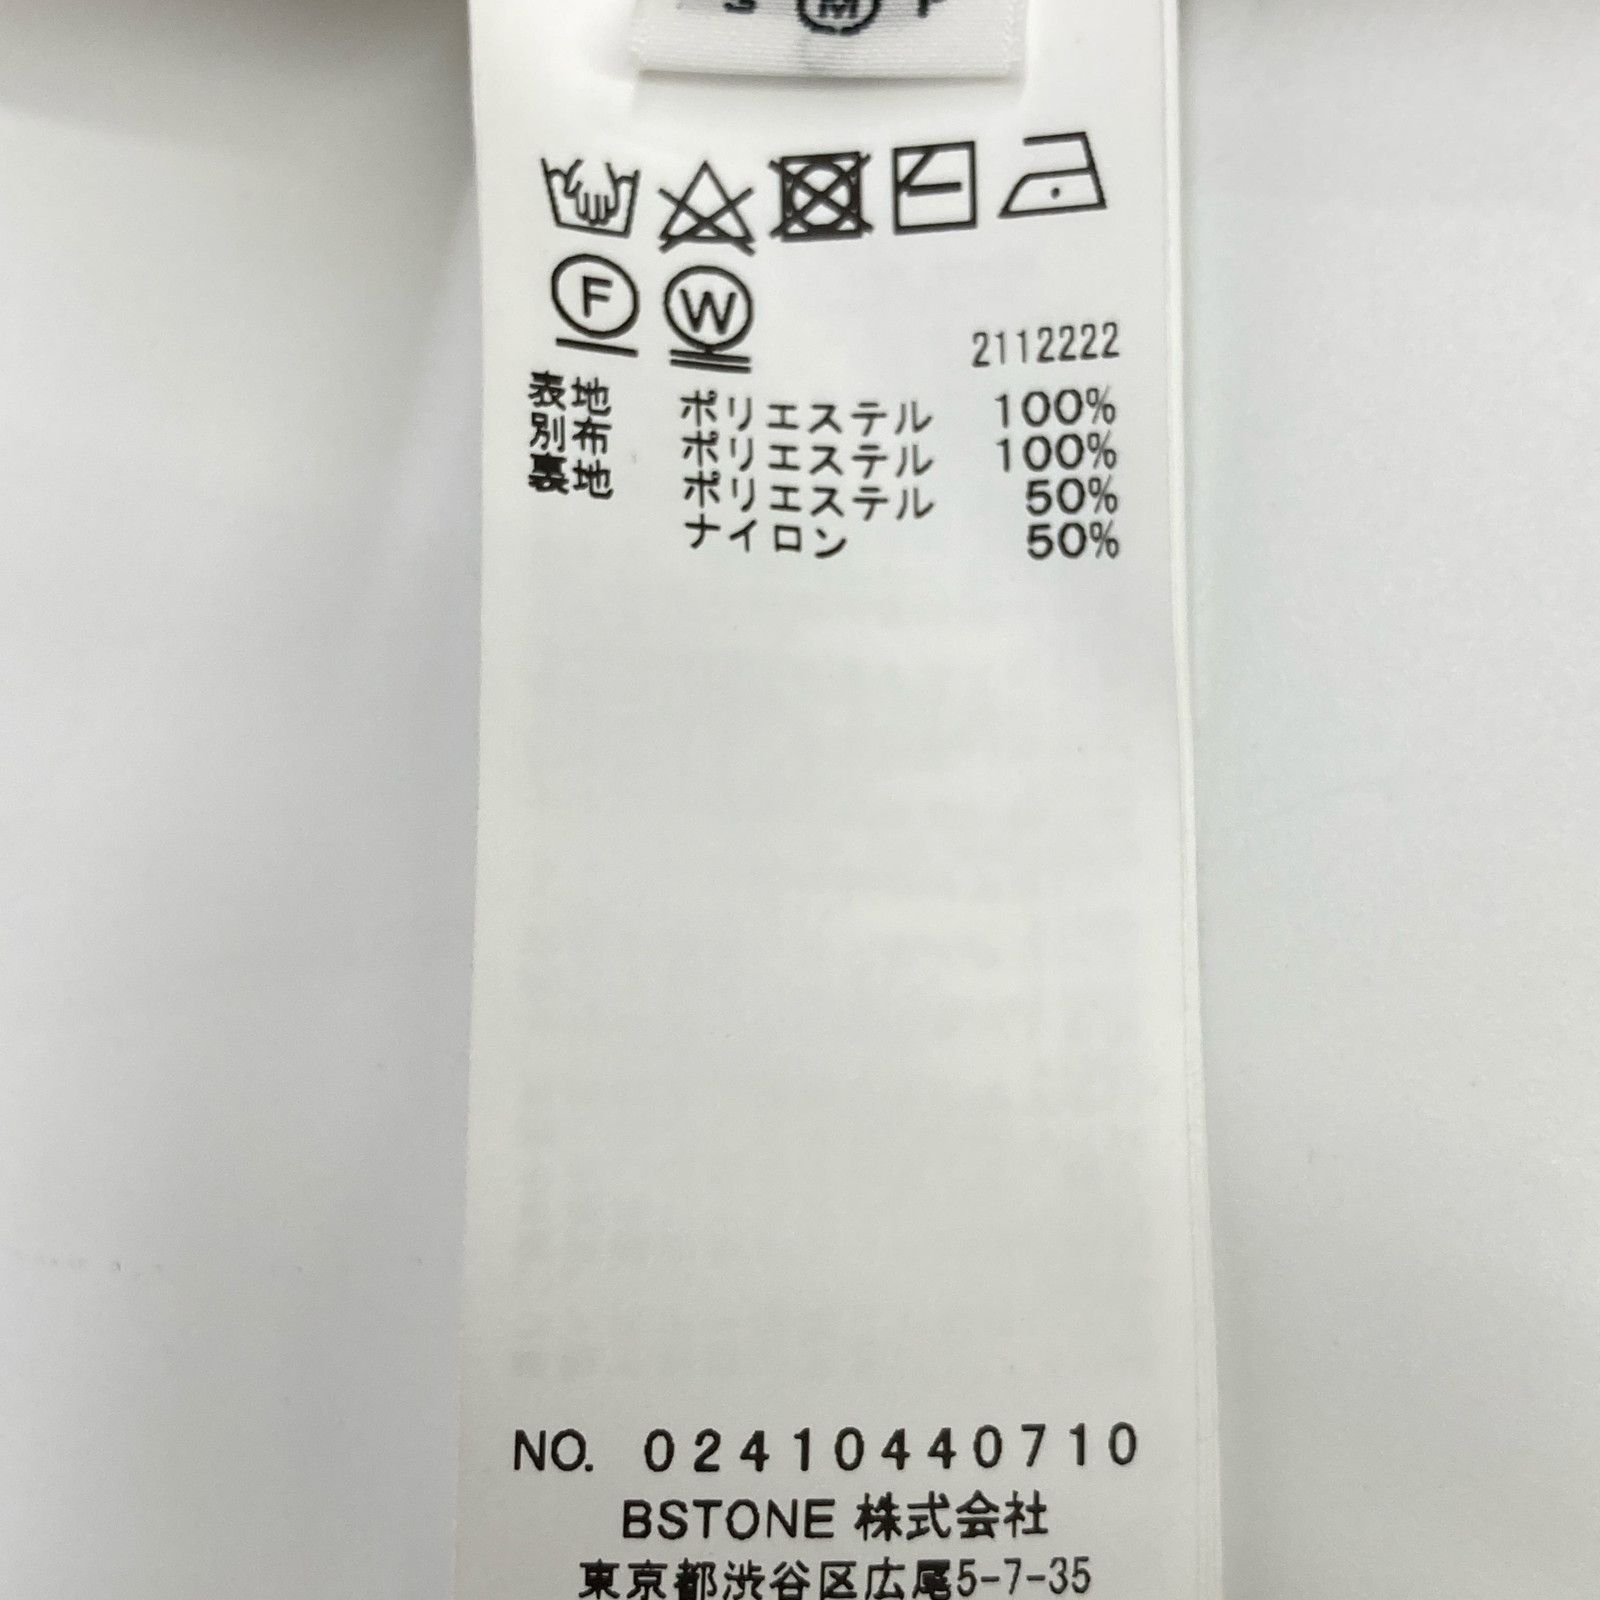 M
F
W
2112222
表地 ポリエステル 100%
別布 ポリエステル 100%
裏地 ポリエステル 50%
ナイロン 50%
NO. 02410440710
BSTONE 株式会社
東京都渋谷区広尾5-7-35